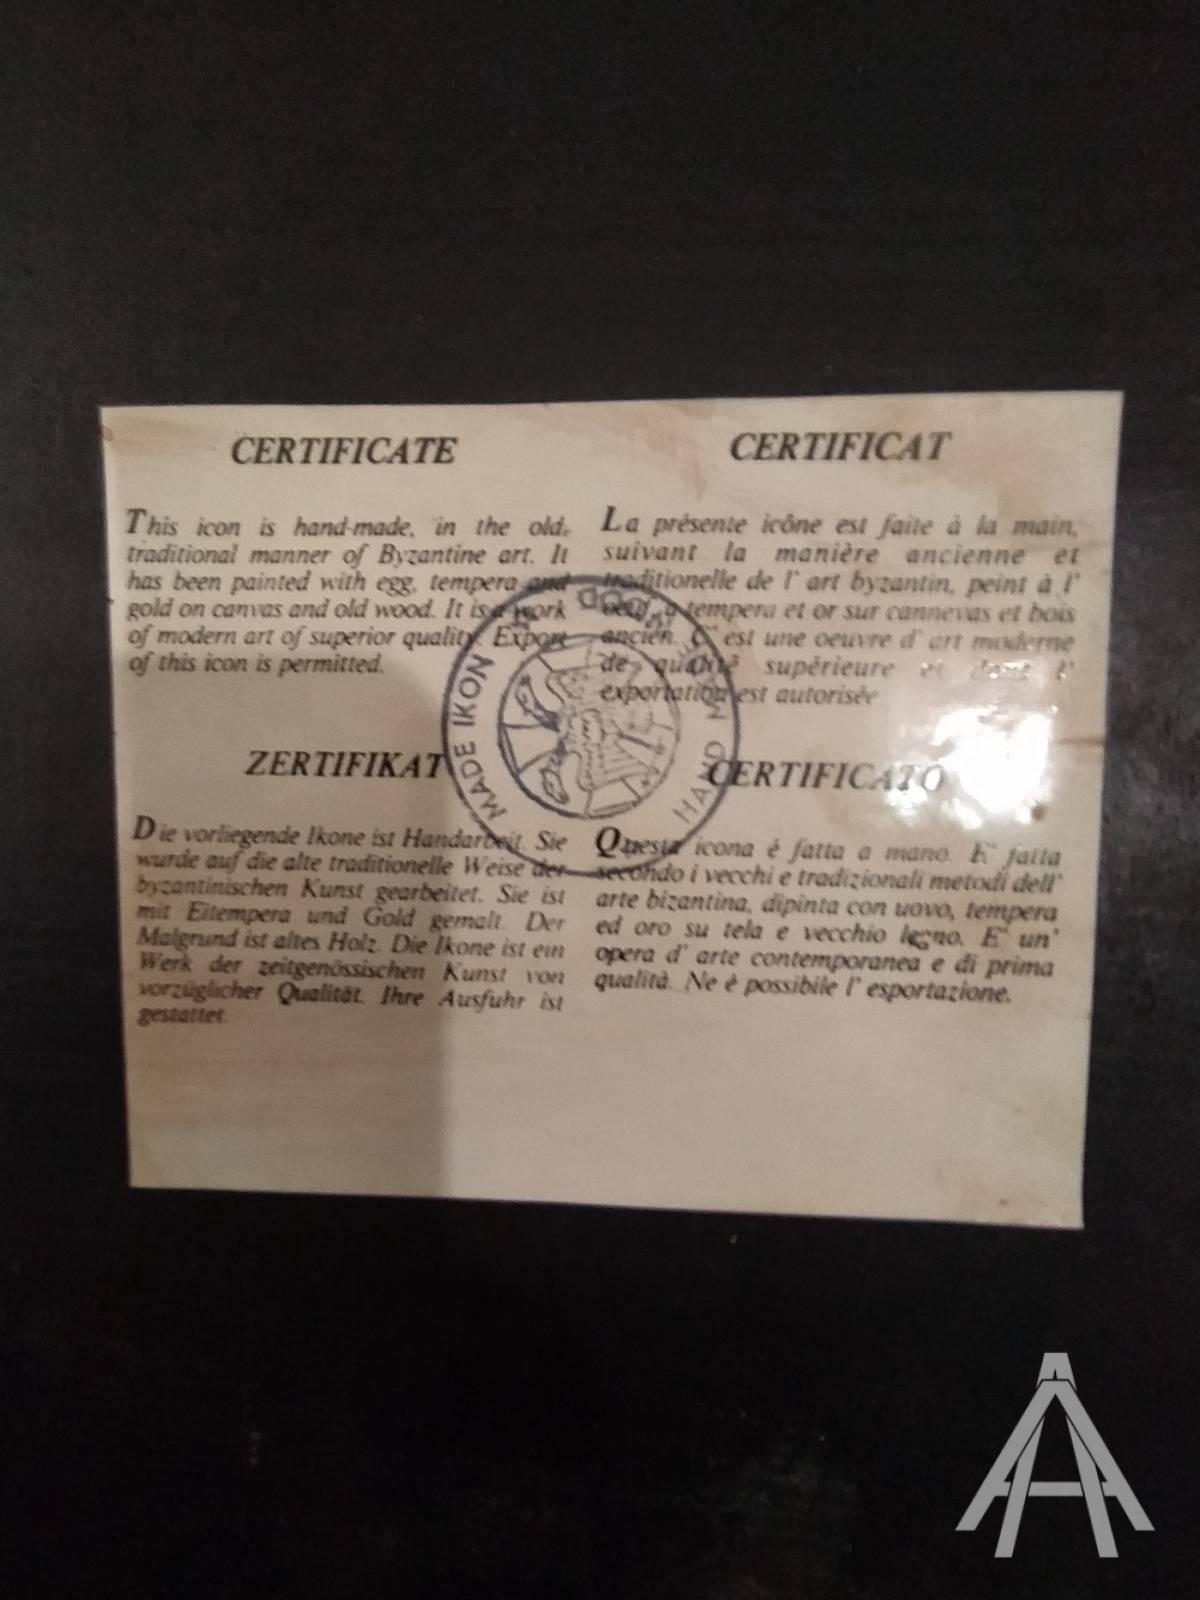 CERTIFICATE
This icon is hand-made, in the old,
traditional manner of Byzantine art. It
has been painted with egg, tempera and
gold on canvas and old wood. It is a work
of modern art of superior quality. Export
of this icon is permitted.
CERTIFICAT
La présente icône est faite à la main,
suivant la manière ancienne et
traditionelle de l' art byzantin, peint à l'
à tempera et or sur cannevas et bois
ancien. C' est une oeuvre d' art moderne
de qualité supérieure et dont l'
exportation est autorisée
ZERTIFIKAT
Die vorliegende Ikone ist Handarbeit. Sie
wurde auf die alte traditionelle Weise der
byzantinischen Kunst gearbeitet. Sie ist
mit Eitempera und Gold gemalt. Der
Malgrund ist altes Holz. Die Ikone ist ein
Werk der zeitgenössischen Kunst von
vorzüglicher Qualität. Ihre Ausfuhr ist
gestattet.
CERTIFICATO
Questa icona è fatta a mano. E' fatta
secondo i vecchi e tradizionali metodi dell'
arte bizantina, dipinta con uovo, tempera
ed oro su tela e vecchio legno. E' un'
opera d' arte contemporanea e di prima
qualità. Ne è possibile l' esportazione.
HAND MADE IKON WOOD